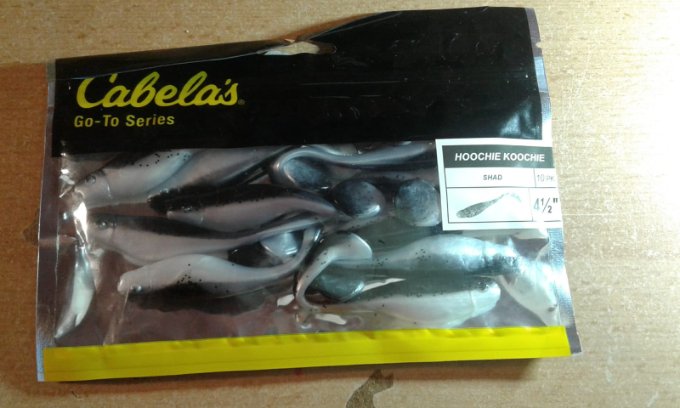 Cabela's
Go-To Series
HOOCHIE KOOCHIE
SHAD
10 PK
4½"